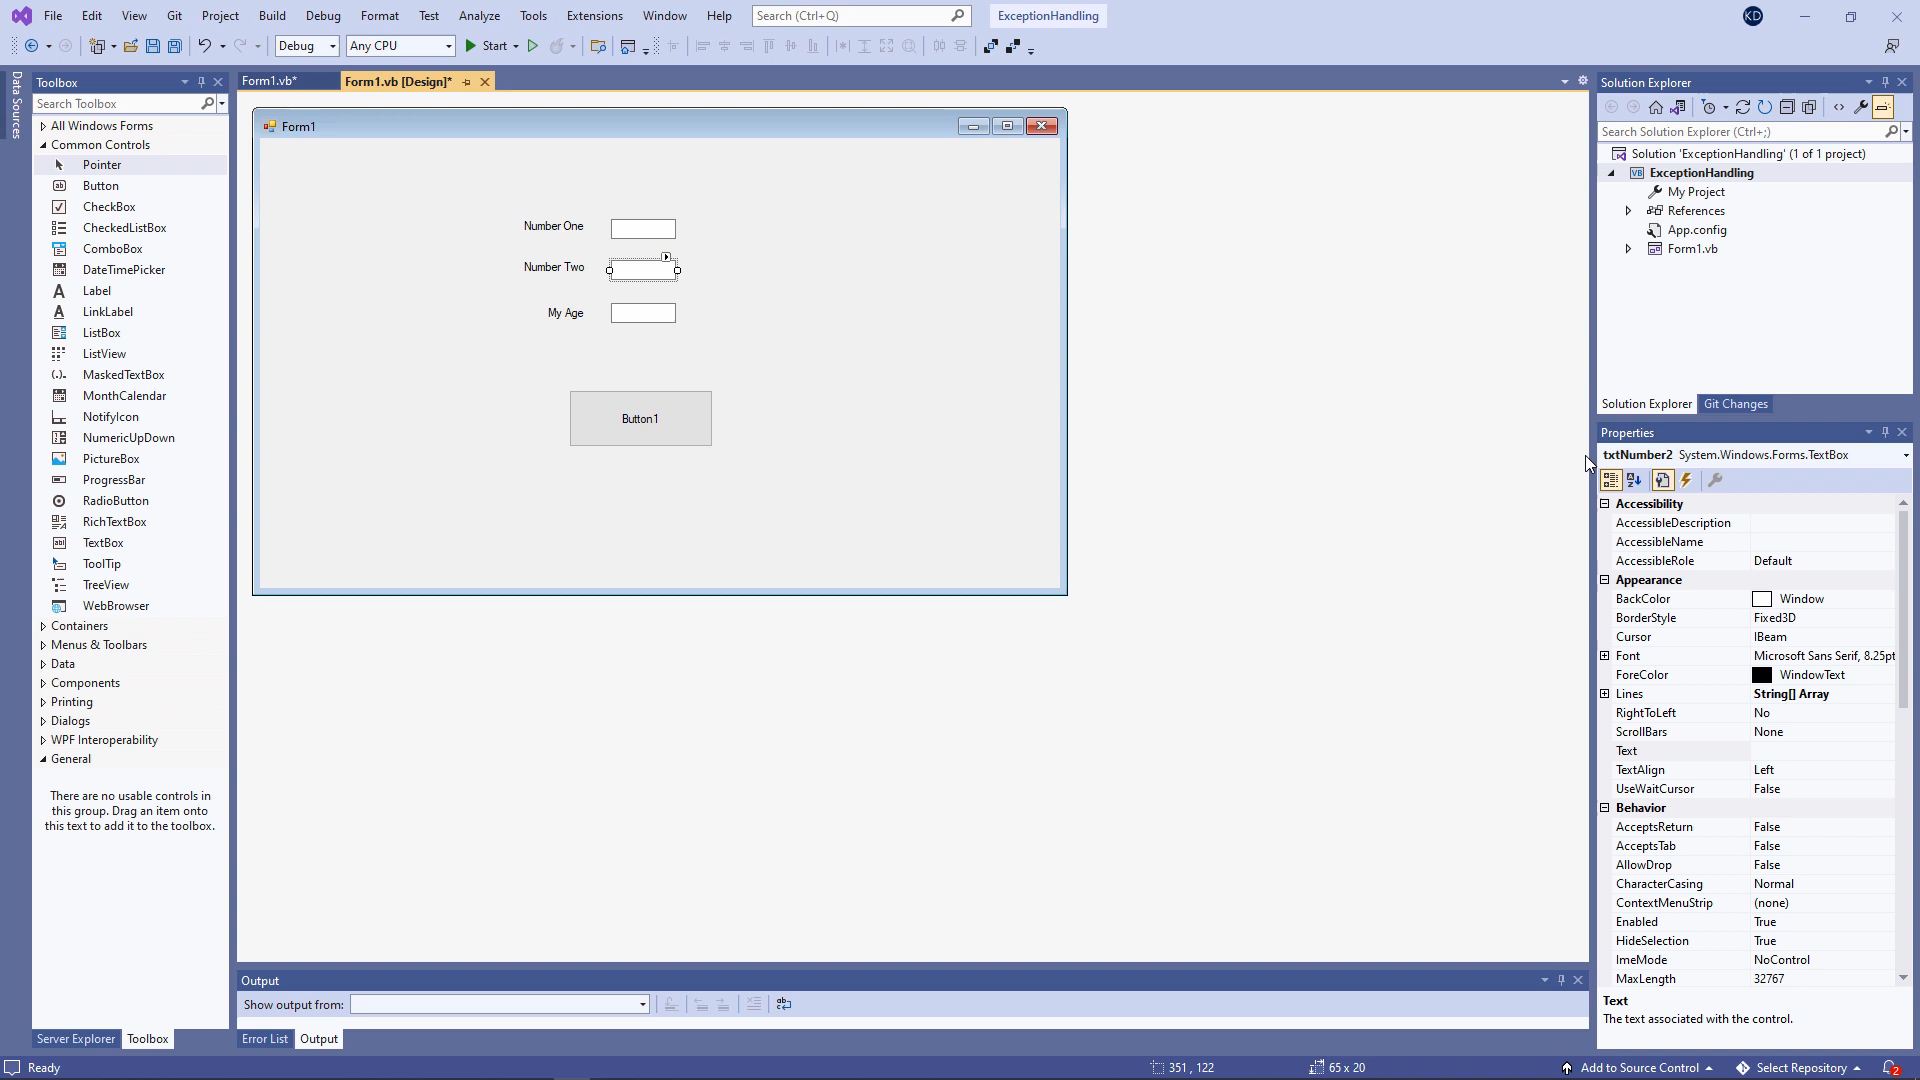 File Edit View Git Project Build Debug Format Test Analyze Tools Extensions Window Help Search (Ctrl+Q) ExceptionHandling KD
Debug Any CPU Start
Data Sources
Toolbox
Search Toolbox
All Windows Forms
Common Controls
Pointer
Button
CheckBox
CheckedListBox
ComboBox
DateTimePicker
Label
LinkLabel
ListBox
ListView
MaskedTextBox
MonthCalendar
NotifyIcon
NumericUpDown
PictureBox
ProgressBar
RadioButton
RichTextBox
TextBox
ToolTip
TreeView
WebBrowser
Containers
Menus & Toolbars
Data
Components
Printing
Dialogs
WPF Interoperability
General
There are no usable controls in
this group. Drag an item onto
this text to add it to the toolbox.
Server Explorer Toolbox
Form1.vb* Form1.vb [Design]*
Form1
Number One
Number Two
My Age
Button1
Output
Show output from:
Error List Output
Solution Explorer
Search Solution Explorer (Ctrl+;)
Solution 'ExceptionHandling' (1 of 1 project)
VB ExceptionHandling
My Project
References
App.config
Form1.vb
Solution Explorer Git Changes
Properties
txtNumber2 System.Windows.Forms.TextBox
Accessibility
AccessibleDescription
AccessibleName
AccessibleRole Default
Appearance
BackColor Window
BorderStyle Fixed3D
Cursor IBeam
Font Microsoft Sans Serif, 8.25pt
ForeColor WindowText
Lines String[] Array
RightToLeft No
ScrollBars None
Text
TextAlign Left
UseWaitCursor False
Behavior
AcceptsReturn False
AcceptsTab False
AllowDrop False
CharacterCasing Normal
ContextMenuStrip (none)
Enabled True
HideSelection True
ImeMode NoControl
MaxLength 32767
Text
The text associated with the control.
Ready 351 , 122 65 x 20 Add to Source Control Select Repository 2